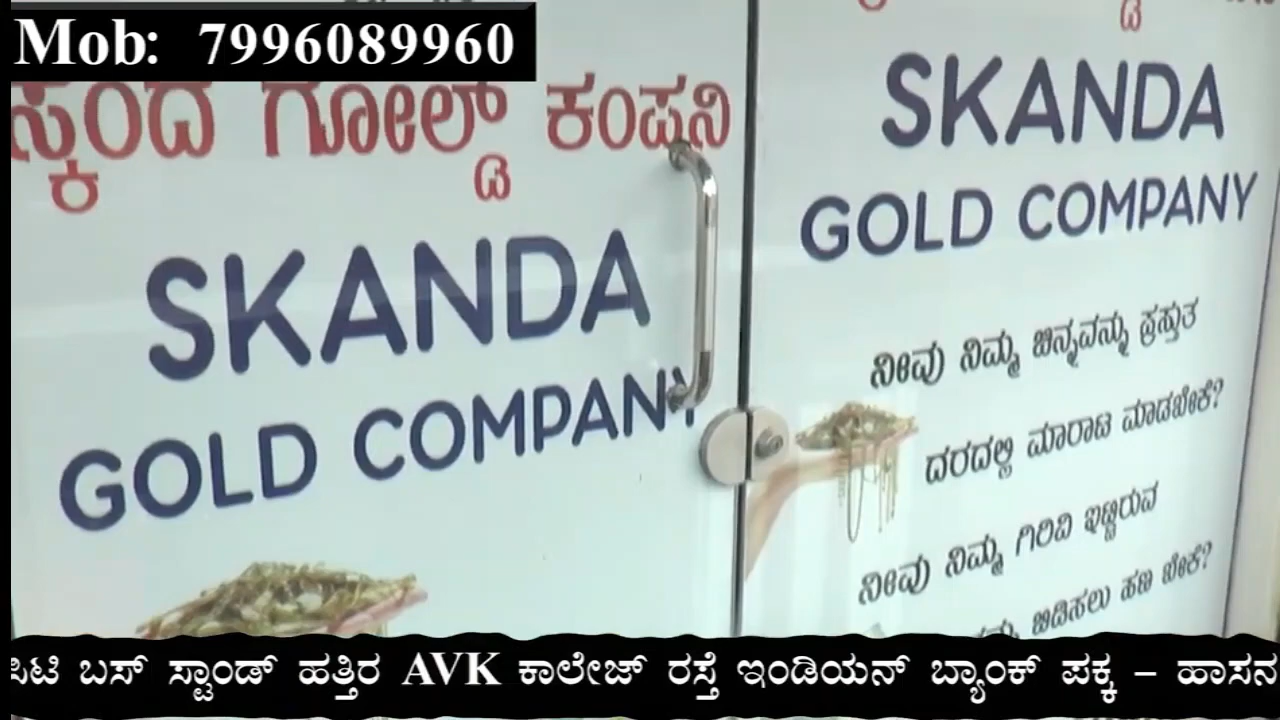 Mob: 7996089960
ಸ್ಕಂದ ಗೋಲ್ಡ್ ಕಂಪನಿ
SKANDA
GOLD COMPANY
SKANDA
GOLD COMPANY
ನೀವು ನಿಮ್ಮ ಚಿನ್ನವನ್ನು ಪ್ರಸ್ತುತ
ದರದಲ್ಲಿ ಮಾರಾಟ ಮಾಡಬೇಕೆ?
ನೀವು ನಿಮ್ಮ ಗಿರಿವಿ ಇಟ್ಟಿರುವ
ಬಿಡಿಸಲು ಹಣ ಬೇಕೆ?
ಸಿಟಿ ಬಸ್ ಸ್ಟಾಂಡ್ ಹತ್ತಿರ AVK ಕಾಲೇಜ್ ರಸ್ತೆ ಇಂಡಿಯನ್ ಬ್ಯಾಂಕ್ ಪಕ್ಕ – ಹಾಸನ